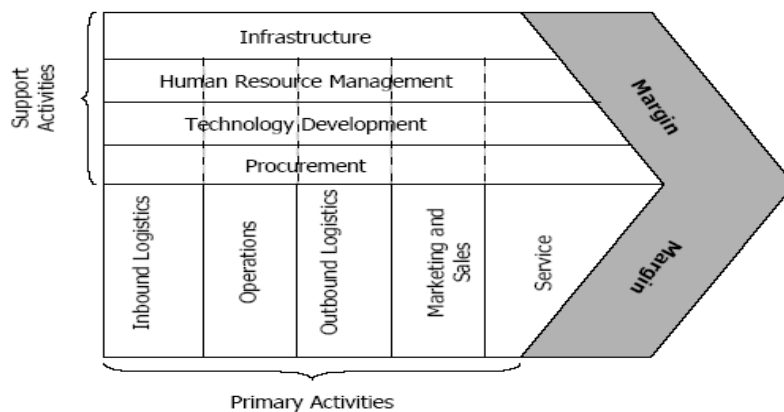 Support
Activities
Infrastructure
Human Resource Management
Technology Development
Procurement
Inbound Logistics
Operations
Outbound Logistics
Marketing and
Sales
Service
Margin
Margin
Primary Activities